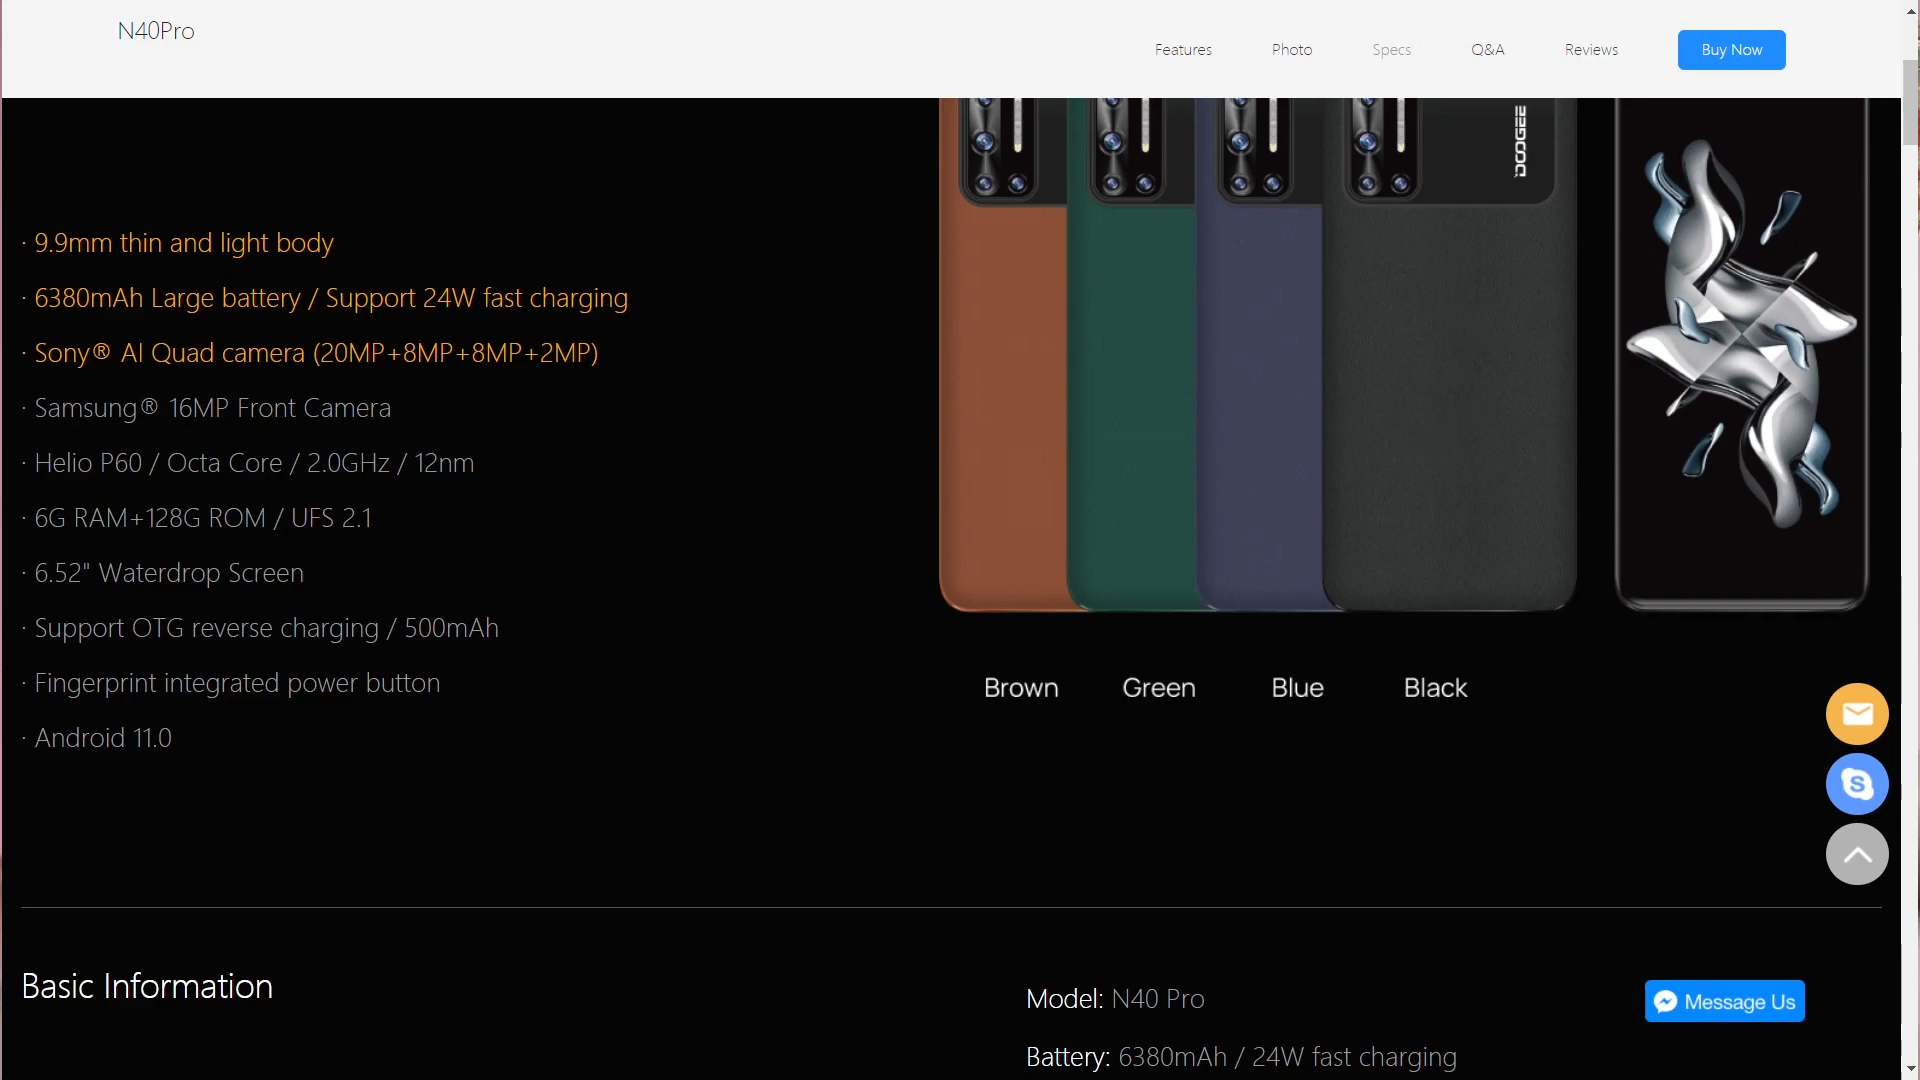 N40Pro
Features
Photo
Specs
Q&A
Reviews
Buy Now
DOOGEE
· 9.9mm thin and light body
· 6380mAh Large battery / Support 24W fast charging
· Sony® AI Quad camera (20MP+8MP+8MP+2MP)
· Samsung® 16MP Front Camera
· Helio P60 / Octa Core / 2.0GHz / 12nm
· 6G RAM+128G ROM / UFS 2.1
· 6.52" Waterdrop Screen
· Support OTG reverse charging / 500mAh
· Fingerprint integrated power button
· Android 11.0
Brown
Green
Blue
Black
Basic Information
Model: N40 Pro
Battery: 6380mAh / 24W fast charging
Message Us